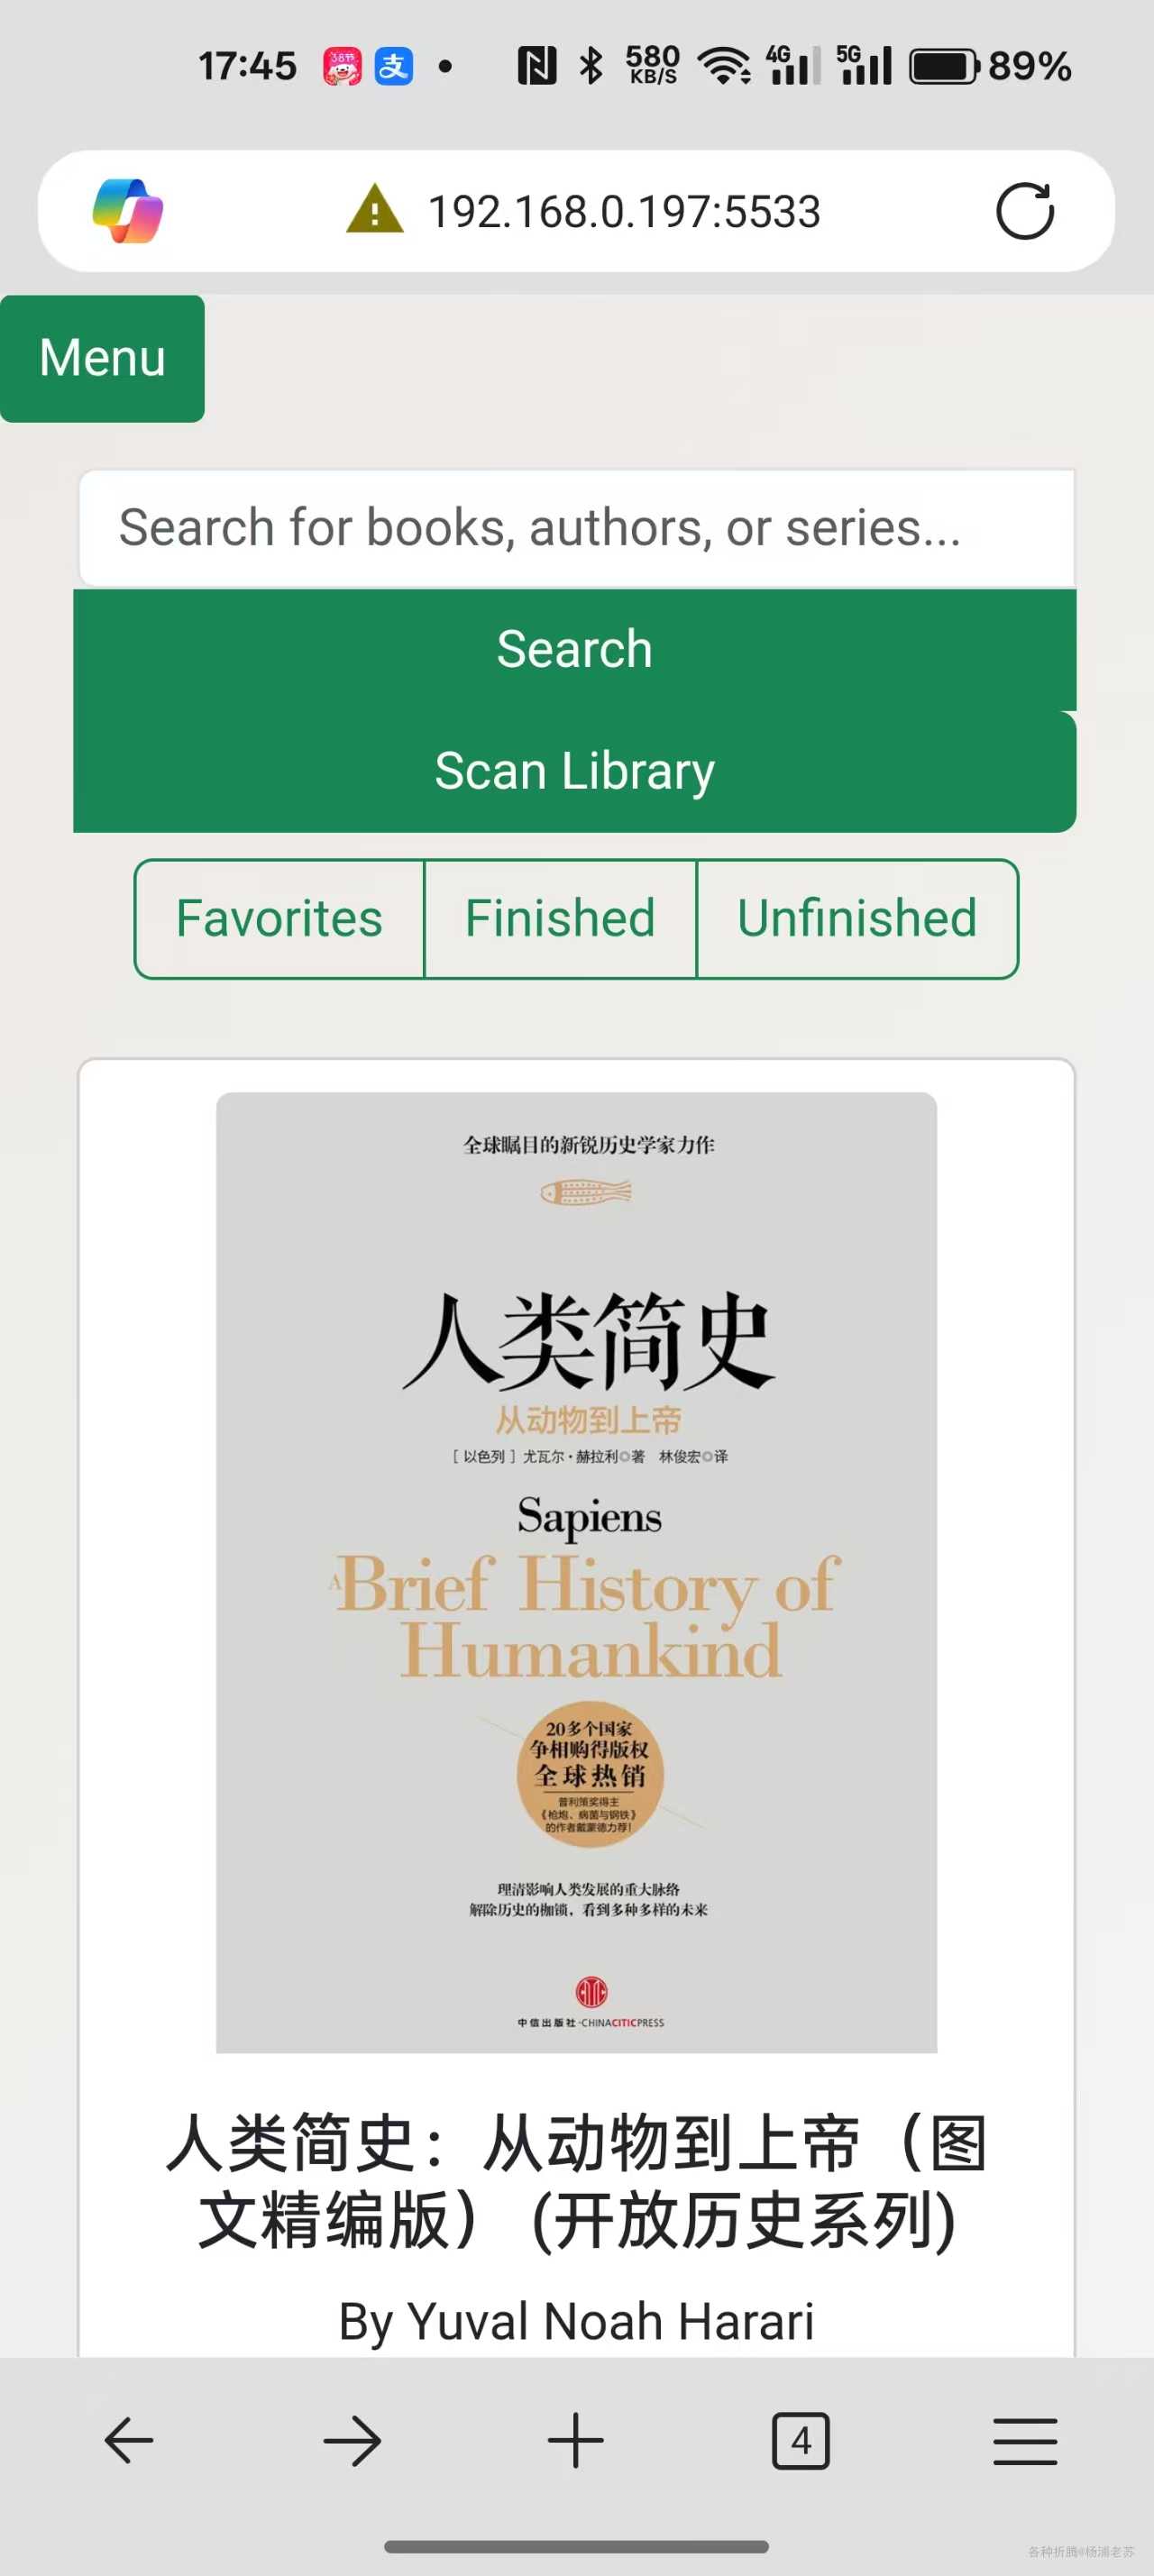 17:45
38节
支
580
KB/S
4G
5G
89%
192.168.0.197:5533
Menu
Search for books, authors, or series...
Search
Scan Library
Favorites
Finished
Unfinished
全球瞩目的新锐历史学家力作
人类简史
从动物到上帝
［以色列］尤瓦尔·赫拉利◎著 林俊宏◎译
Sapiens
A Brief History of
Humankind
20多个国家
争相购得版权
全球热销
普利策奖得主
《枪炮、病菌与钢铁》
的作者戴蒙德力荐!
理清影响人类发展的重大脉络
解除历史的枷锁，看到多种多样的未来
中信出版社·CHINACITICPRESS
人类简史：从动物到上帝（图
文精编版） (开放历史系列)
By Yuval Noah Harari
4
各种折腾@杨浦老苏